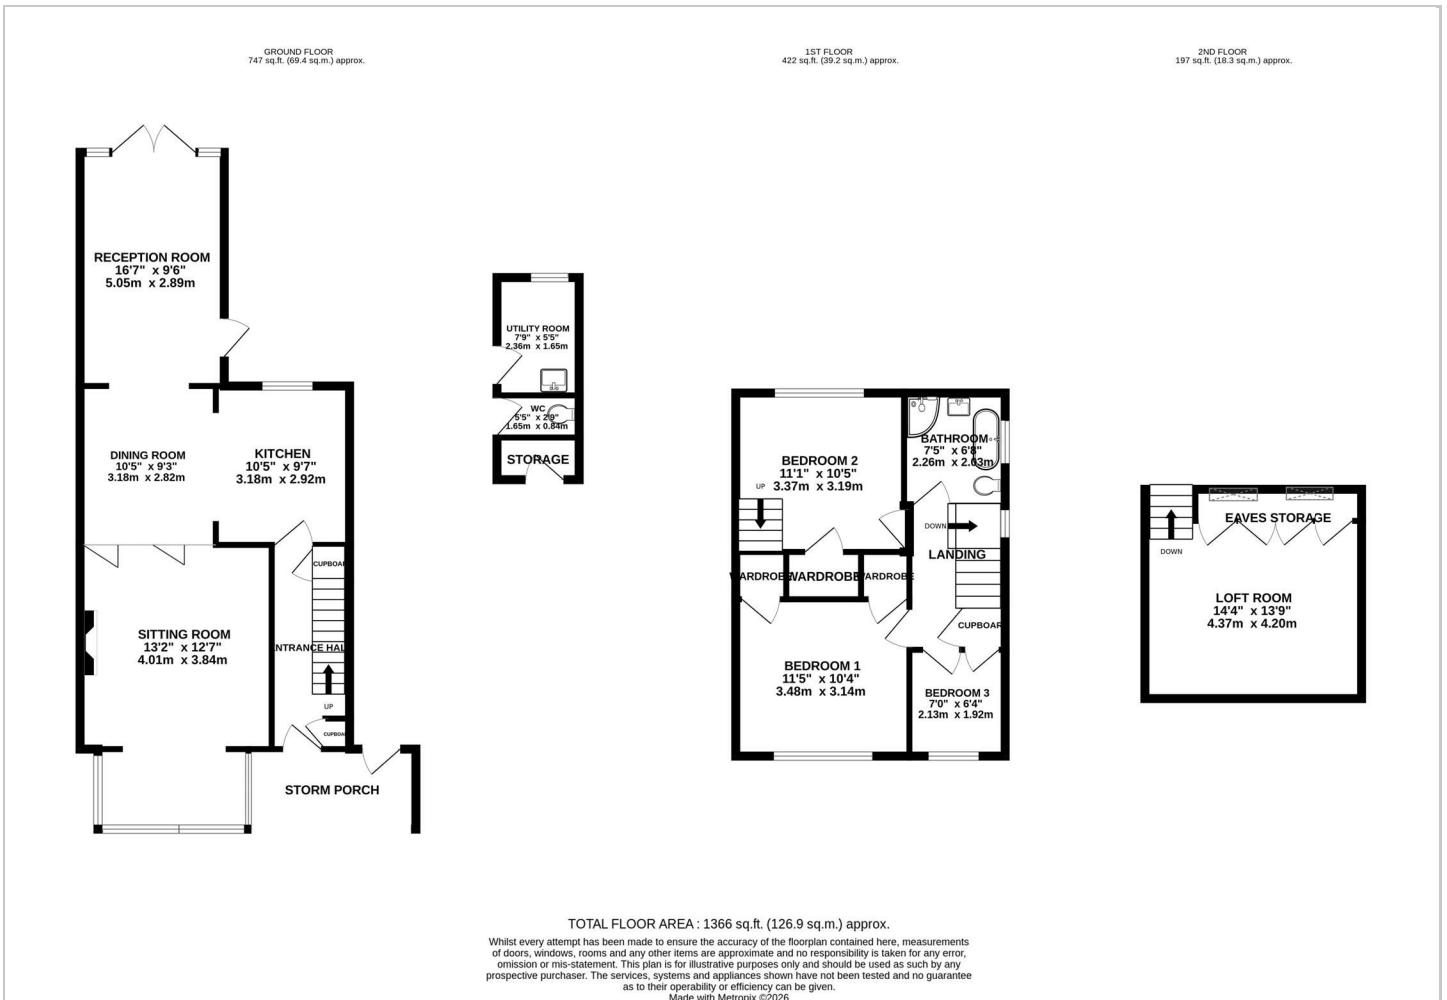 GROUND FLOOR
747 sq.ft. (69.4 sq.m.) approx.
1ST FLOOR
422 sq.ft. (39.2 sq.m.) approx.
2ND FLOOR
197 sq.ft. (18.3 sq.m.) approx.
RECEPTION ROOM
16'7" x 9'6"
5.05m x 2.89m
UTILITY ROOM
7'9" x 5'5"
2.36m x 1.65m
WC
5'5" x 2'9"
1.65m x 0.84m
STORAGE
DINING ROOM
10'5" x 9'3"
3.18m x 2.82m
KITCHEN
10'5" x 9'7"
3.18m x 2.92m
CUPBOAR
SITTING ROOM
13'2" x 12'7"
4.01m x 3.84m
NTRANCE HAL
UP
CUPBOA
STORM PORCH
BEDROOM 2
11'1" x 10'5"
3.37m x 3.19m
UP
BATHROOM
7'5" x 6'8"
2.26m x 2.03m
DOWN
LANDING
WARDROBE
WARDROBE
WARDROBE
CUPBOAR
BEDROOM 1
11'5" x 10'4"
3.48m x 3.14m
BEDROOM 3
7'0" x 6'4"
2.13m x 1.92m
EAVES STORAGE
DOWN
LOFT ROOM
14'4" x 13'9"
4.37m x 4.20m
TOTAL FLOOR AREA : 1366 sq.ft. (126.9 sq.m.) approx.
Whilst every attempt has been made to ensure the accuracy of the floorplan contained here, measurements
of doors, windows, rooms and any other items are approximate and no responsibility is taken for any error,
omission or mis-statement. This plan is for illustrative purposes only and should be used as such by any
prospective purchaser. The services, systems and appliances shown have not been tested and no guarantee
as to their operability or efficiency can be given.
Made with Metropix ©2026